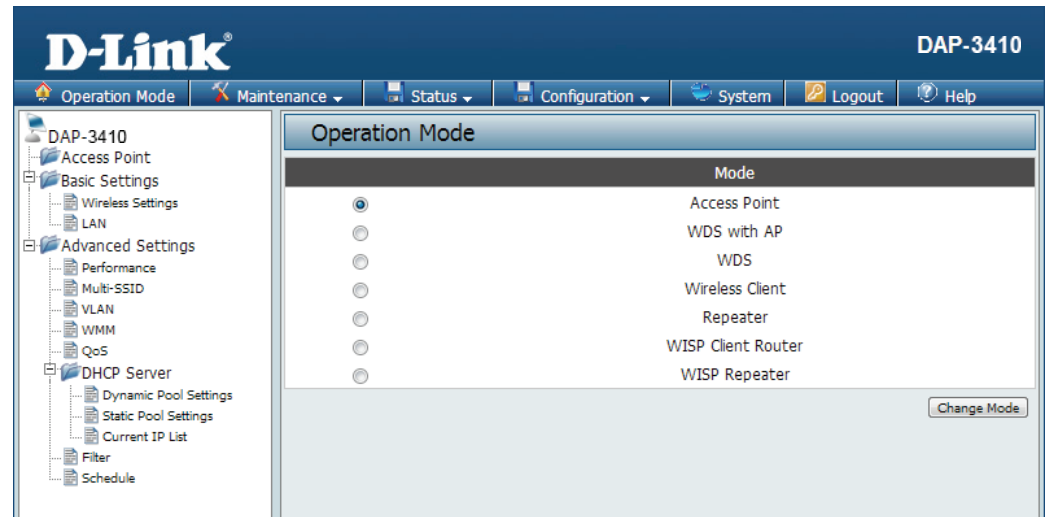 D-Link®
DAP-3410
Operation Mode
Maintenance
Status
Configuration
System
Logout
Help
DAP-3410
Access Point
Basic Settings
Wireless Settings
LAN
Advanced Settings
Performance
Multi-SSID
VLAN
WMM
QoS
DHCP Server
Dynamic Pool Settings
Static Pool Settings
Current IP List
Filter
Schedule
Operation Mode
Mode
Access Point
WDS with AP
WDS
Wireless Client
Repeater
WISP Client Router
WISP Repeater
Change Mode